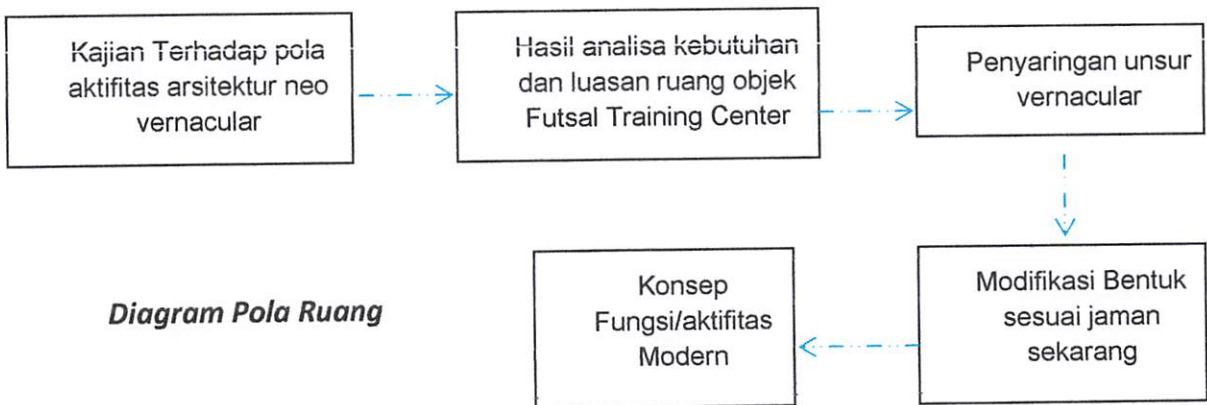 Kajian Terhadap pola
aktifitas arsitektur neo
vernacular
Hasil analisa kebutuhan
dan luasan ruang objek
Futsal Training Center
Penyaringan unsur
vernacular
Modifikasi Bentuk
sesuai jaman
sekarang
Konsep
Fungsi/aktifitas
Modern
Diagram Pola Ruang